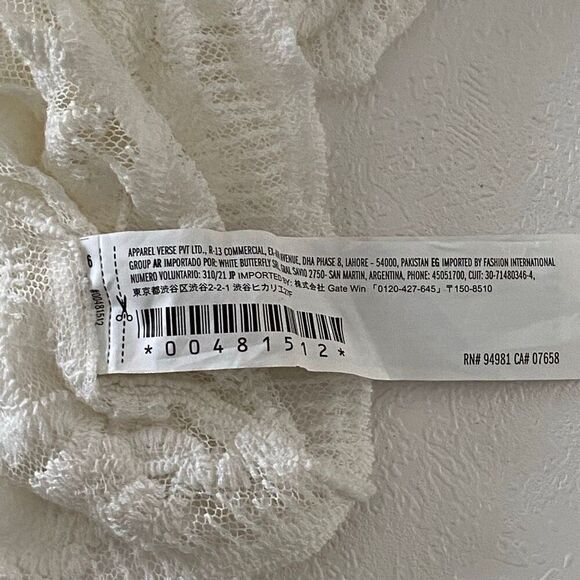 APPAREL VERSE PVT LTD., R-13 COMMERCIAL, AVENUE, DHA PHASE 8, LAHORE - 54000, PAKISTAN EG IMPORTED BY FASHION INTERNATIONAL
GROUP AR IMPORTADO POR: WHITE BUTTERFLY GRAL SAVIO 2750- SAN MARTIN, ARGENTINA, PHONE: 45051700, CUIT: 30-71480346-4,
NUMERO VOLUNTARIO: 310/21 JP IMPORTED BY: 株式会社 Gate Win 「0120-427-645」〒150-8510
東京都渋谷区渋谷2-2-1 渋谷ヒカリエ
*00481512*
RN# 94981 CA# 07658
6
00481512